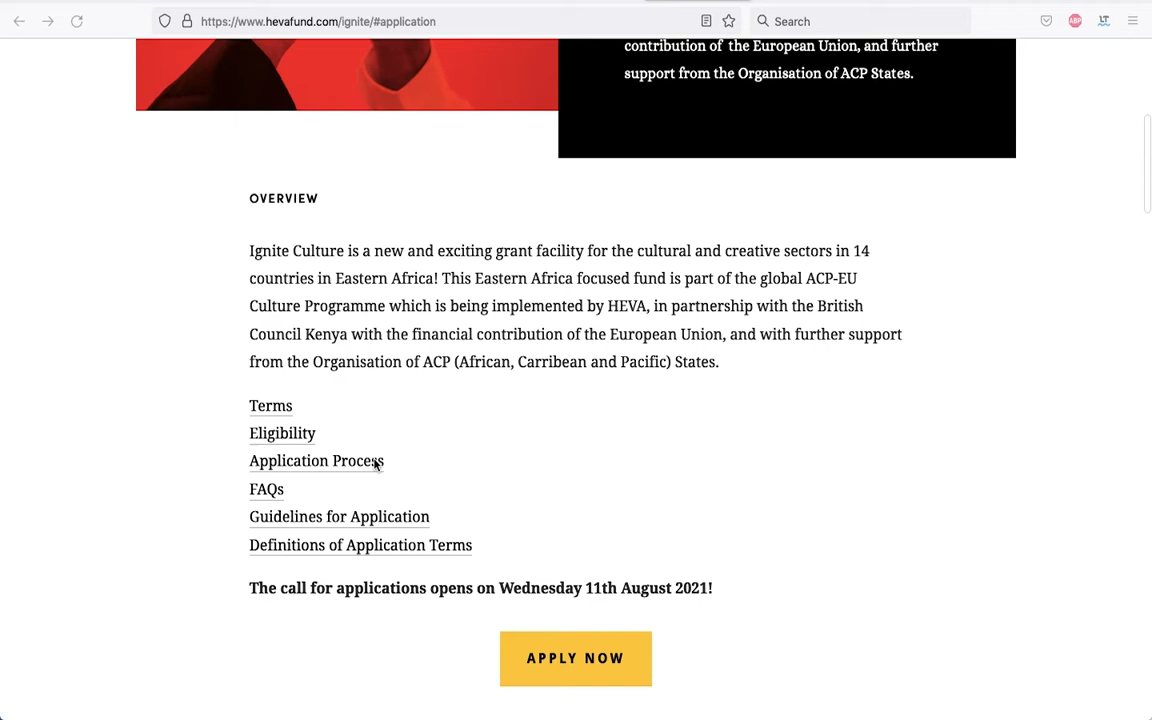 https://www.hevafund.com/ignite/#application
Search
ABP
LT
contribution of the European Union, and further
support from the Organisation of ACP States.
OVERVIEW
Ignite Culture is a new and exciting grant facility for the cultural and creative sectors in 14
countries in Eastern Africa! This Eastern Africa focused fund is part of the global ACP-EU
Culture Programme which is being implemented by HEVA, in partnership with the British
Council Kenya with the financial contribution of the European Union, and with further support
from the Organisation of ACP (African, Carribean and Pacific) States.
Terms
Eligibility
Application Process
FAQs
Guidelines for Application
Definitions of Application Terms
The call for applications opens on Wednesday 11th August 2021!
APPLY NOW